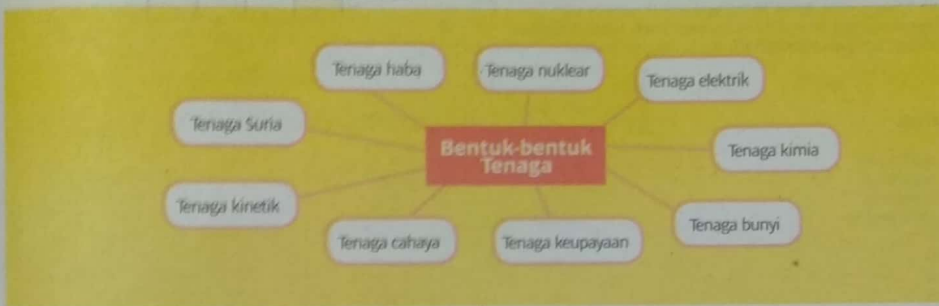 Tenaga haba
Tenaga nuklear
Tenaga elektrik
Tenaga Suria
Bentuk-bentuk
Tenaga
Tenaga kimia
Tenaga kinetik
Tenaga bunyi
Tenaga cahaya
Tenaga keupayaan